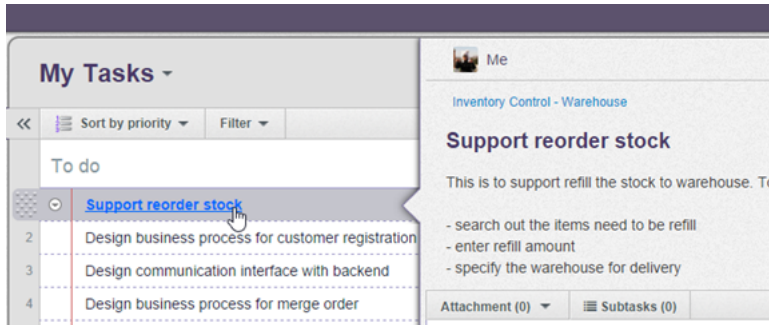 My Tasks
Sort by priority
Filter
To do
Support reorder stock
2 Design business process for customer registration
3 Design communication interface with backend
4 Design business process for merge order
Me
Inventory Control - Warehouse
Support reorder stock
This is to support refill the stock to warehouse.
- search out the items need to be refill
- enter refill amount
- specify the warehouse for delivery
Attachment (0)
Subtasks (0)